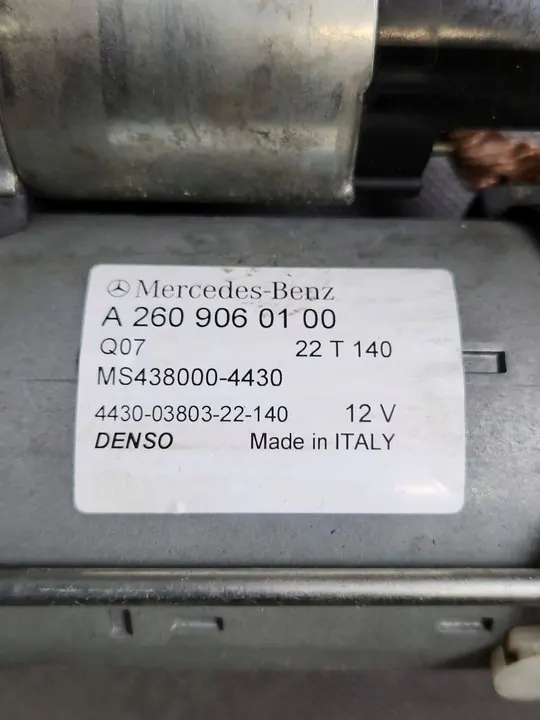 Mercedes-Benz
A 260 906 01 00
Q07 22 T 140
MS438000-4430
4430-03803-22-140 12 V
DENSO Made in ITALY